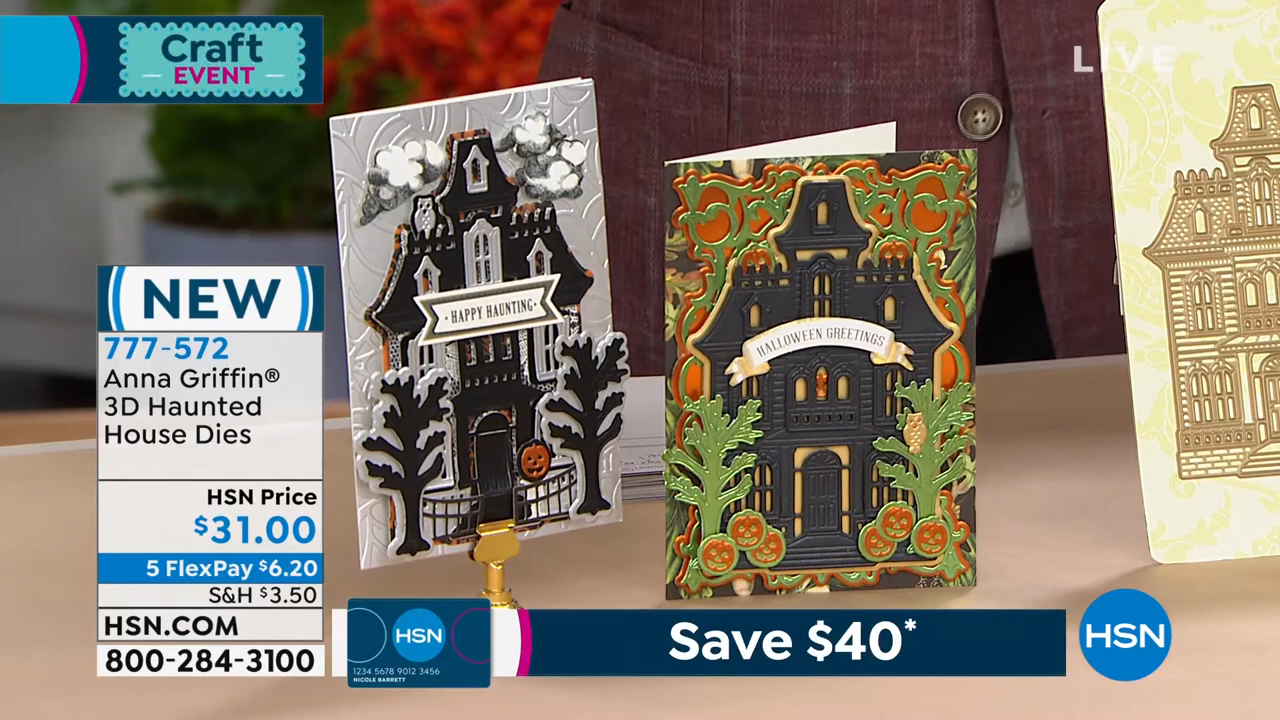 Craft
EVENT
LIVE
NEW
777-572
Anna Griffin®
3D Haunted
House Dies
HSN Price
$31.00
5 FlexPay $6.20
S&H $3.50
HSN.COM
800-284-3100
· HAPPY HAUNTING ·
HALLOWEEN GREETINGS
HSN
1234 5678 9012 3456
NICOLE BARRETT
Save $40*
HSN